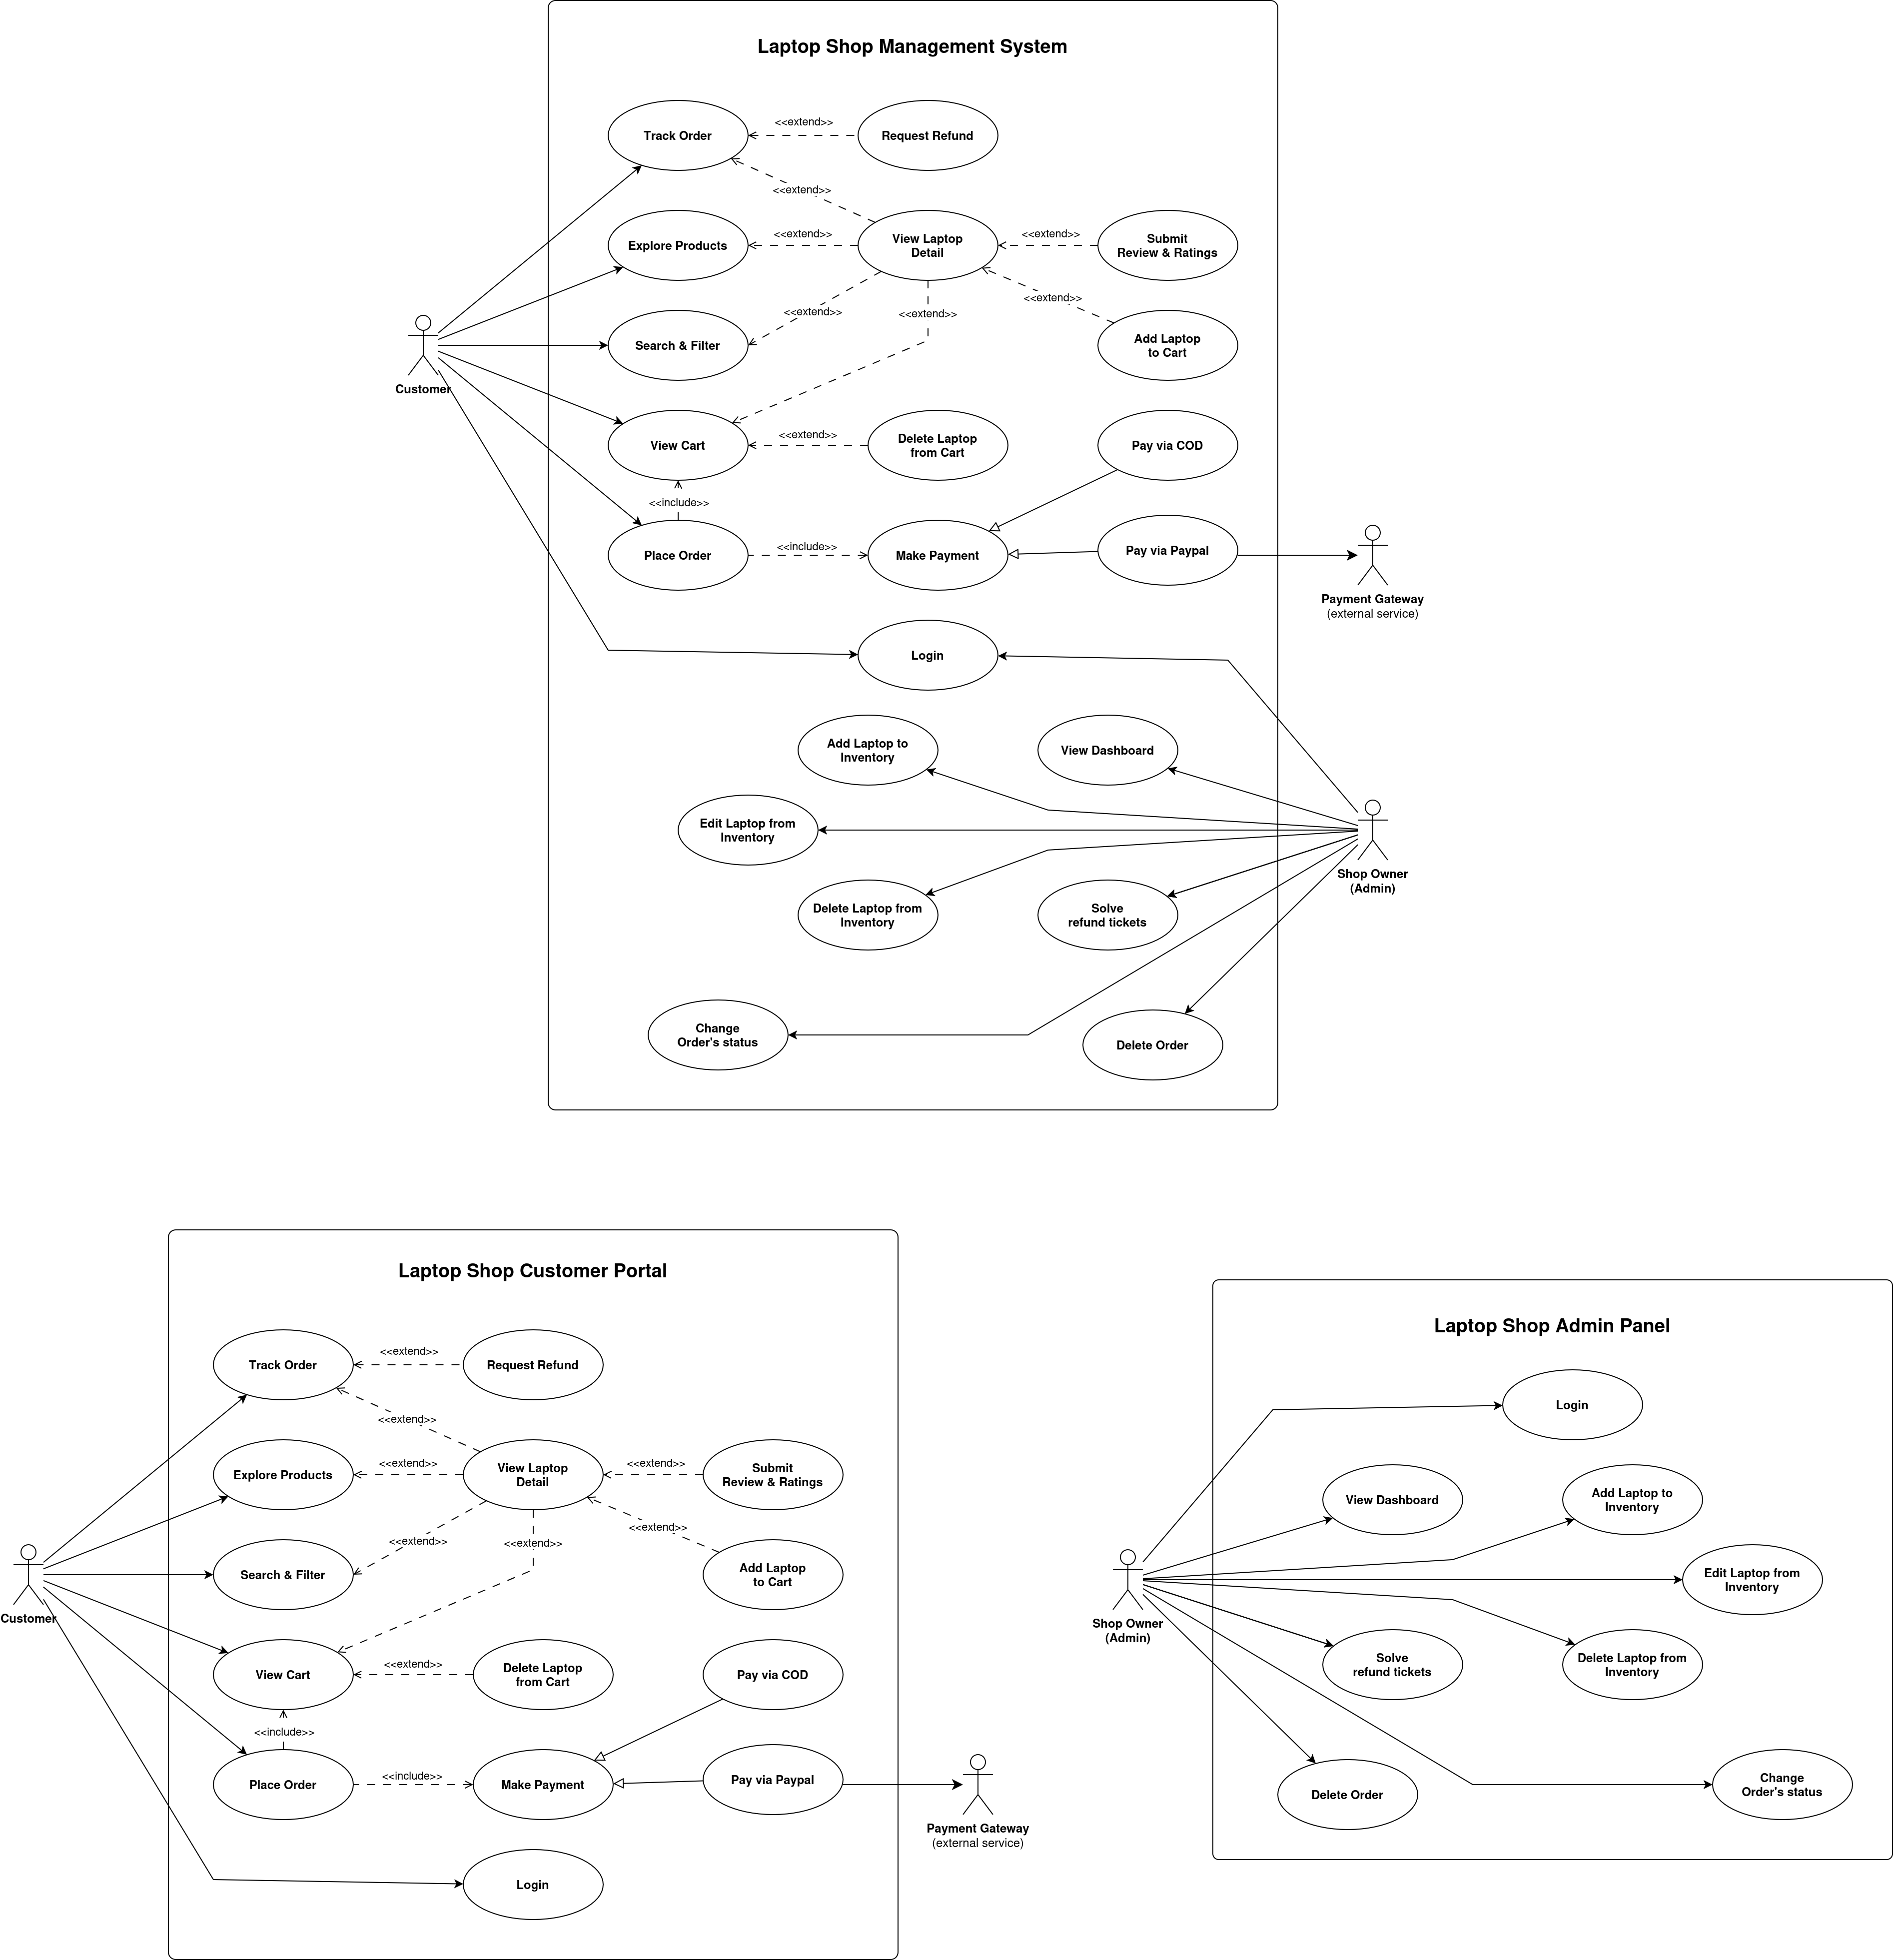 Laptop Shop Management System
Track Order
<<extend>>
Request Refund
<<extend>>
Explore Products
<<extend>>
View Laptop
Detail
<<extend>>
Submit
Review & Ratings
<<extend>>
<<extend>>
<<extend>>
Search & Filter
Add Laptop
to Cart
Customer
View Cart
<<extend>>
Delete Laptop
from Cart
Pay via COD
<<include>>
Place Order
<<include>>
Make Payment
Pay via Paypal
Payment Gateway
(external service)
Login
Add Laptop to
Inventory
View Dashboard
Edit Laptop from
Inventory
Shop Owner
(Admin)
Delete Laptop from
Inventory
Solve
refund tickets
Change
Order's status
Delete Order
Laptop Shop Customer Portal
Track Order
<<extend>>
Request Refund
<<extend>>
Explore Products
<<extend>>
View Laptop
Detail
<<extend>>
Submit
Review & Ratings
<<extend>>
<<extend>>
<<extend>>
Search & Filter
Add Laptop
to Cart
Customer
View Cart
<<extend>>
Delete Laptop
from Cart
Pay via COD
<<include>>
Place Order
<<include>>
Make Payment
Pay via Paypal
Payment Gateway
(external service)
Login
Laptop Shop Admin Panel
Login
View Dashboard
Add Laptop to
Inventory
Edit Laptop from
Inventory
Shop Owner
(Admin)
Solve
refund tickets
Delete Laptop from
Inventory
Delete Order
Change
Order's status